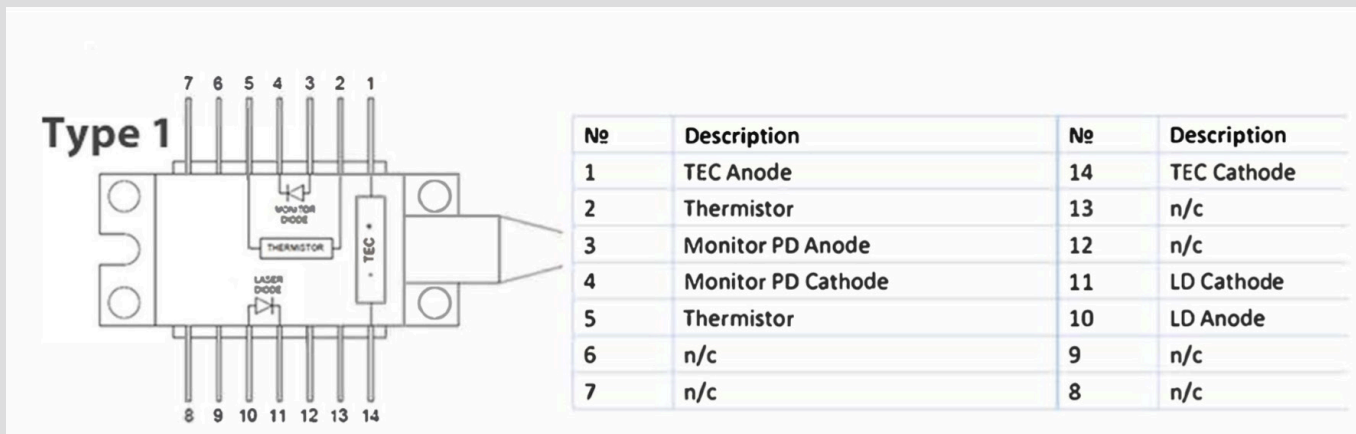 7 6 5 4 3 2 1
Type 1
MONITOR
DIODE
THERMISTOR
- TEC +
LASER
DIODE
8 9 10 11 12 13 14
№ Description № Description
1 TEC Anode 14 TEC Cathode
2 Thermistor 13 n/c
3 Monitor PD Anode 12 n/c
4 Monitor PD Cathode 11 LD Cathode
5 Thermistor 10 LD Anode
6 n/c 9 n/c
7 n/c 8 n/c